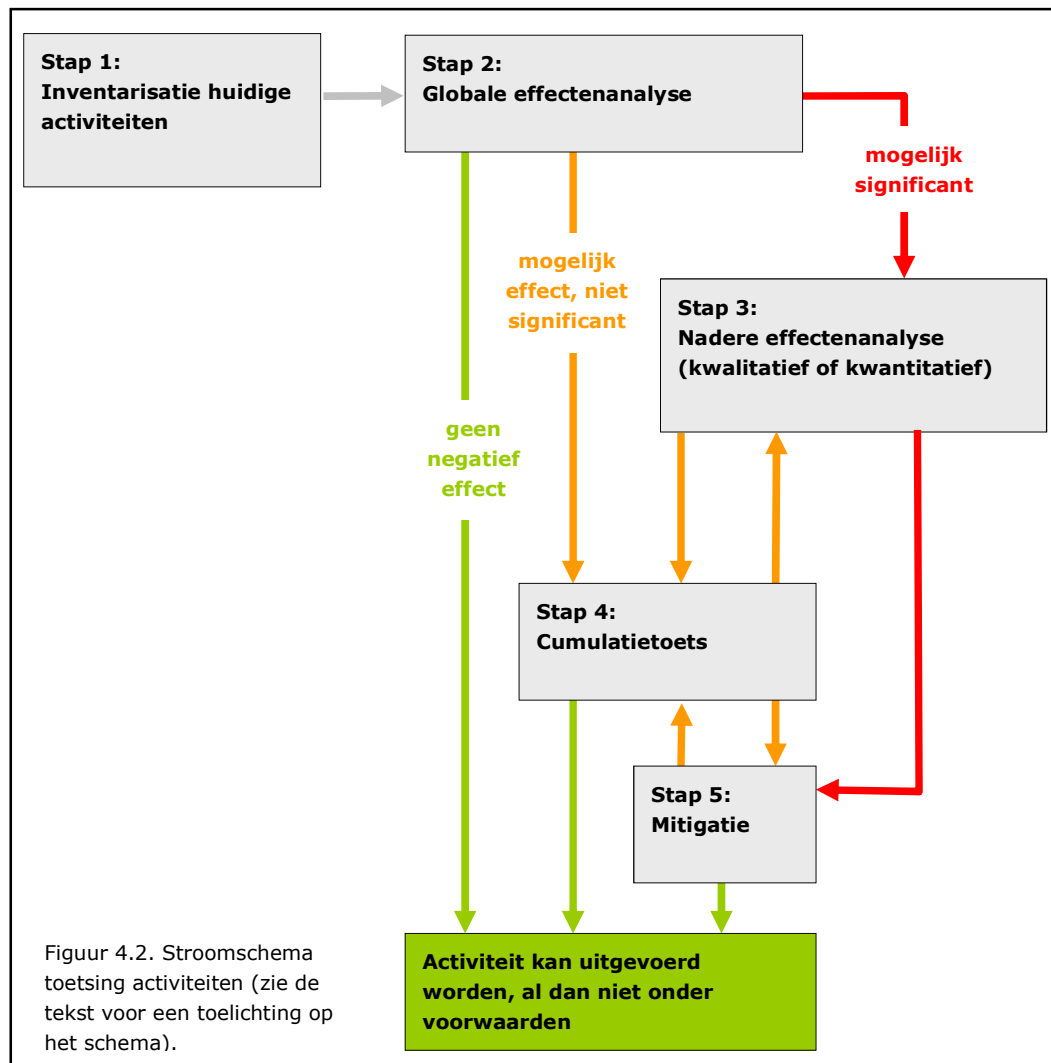 Stap 1:
Inventarisatie huidige
activiteiten
Stap 2:
Globale effectenanalyse
mogelijk
significant
mogelijk
effect, niet
significant
Stap 3:
Nadere effectenanalyse
(kwalitatief of kwantitatief)
geen
negatief
effect
Stap 4:
Cumulatietoets
Stap 5:
Mitigatie
Activiteit kan uitgevoerd
worden, al dan niet onder
voorwaarden
Figuur 4.2. Stroomschema
toetsing activiteiten (zie de
tekst voor een toelichting op
het schema).